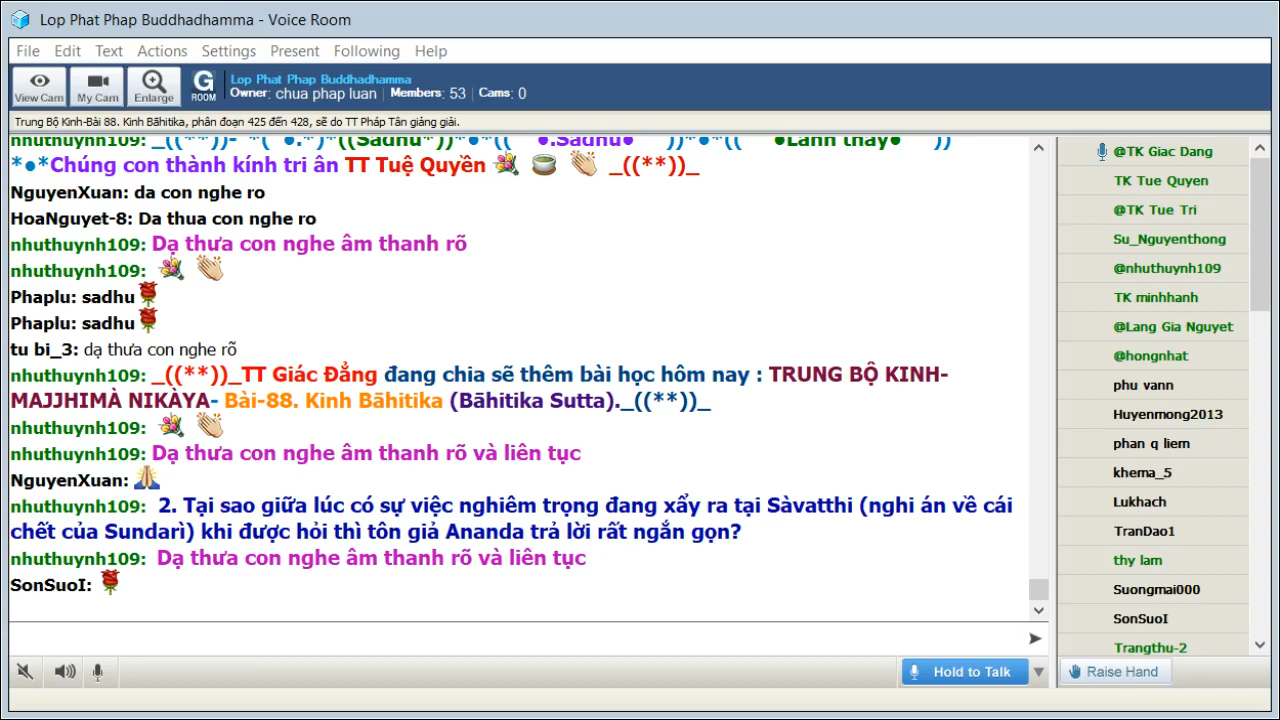 Lop Phat Phap Buddhadhamma - Voice Room
File Edit Text Actions Settings Present Following Help
View Cam My Cam Enlarge G ROOM
Lop Phat Phap Buddhadhamma
Owner: chua phap luan Members: 53 Cams: 0
Trung Bộ Kinh-Bài 88. Kinh Bāhitika, phân đoạn 425 đến 428, sẽ do TT Pháp Tân giảng giải.
nhuthuynh109: _((**))- *( ●.*)*((Sadhu*))●*●(( ●.Sadhu● ))●*●(( ●Lành thay● ))
*●*Chúng con thành kính tri ân TT Tuệ Quyền _((**))_
NguyenXuan: da con nghe ro
HoaNguyet-8: Da thua con nghe ro
nhuthuynh109: Dạ thưa con nghe âm thanh rõ
nhuthuynh109:
Phaplu: sadhu
Phaplu: sadhu
tu bi_3: dạ thưa con nghe rõ
nhuthuynh109: _((**))_TT Giác Đẳng đang chia sẽ thêm bài học hôm nay : TRUNG BỘ KINH-
MAJJHIMÀ NIKÀYA- Bài-88. Kinh Bāhitika (Bāhitika Sutta)._((**))_
nhuthuynh109:
nhuthuynh109: Dạ thưa con nghe âm thanh rõ và liên tục
NguyenXuan:
nhuthuynh109: 2. Tại sao giữa lúc có sự việc nghiêm trọng đang xẩy ra tại Sàvatthi (nghi án về cái
chết của Sundarì) khi được hỏi thì tôn giả Ananda trả lời rất ngắn gọn?
nhuthuynh109: Dạ thưa con nghe âm thanh rõ và liên tục
SonSuoI:
Hold to Talk
@TK Giac Dang
TK Tue Quyen
@TK Tue Tri
Su_Nguyenthong
@nhuthuynh109
TK minhhanh
@Lang Gia Nguyet
@hongnhat
phu vann
Huyenmong2013
phan q liem
khema_5
Lukhach
TranDao1
thy lam
Suongmai000
SonSuoI
Trangthu-2
Raise Hand